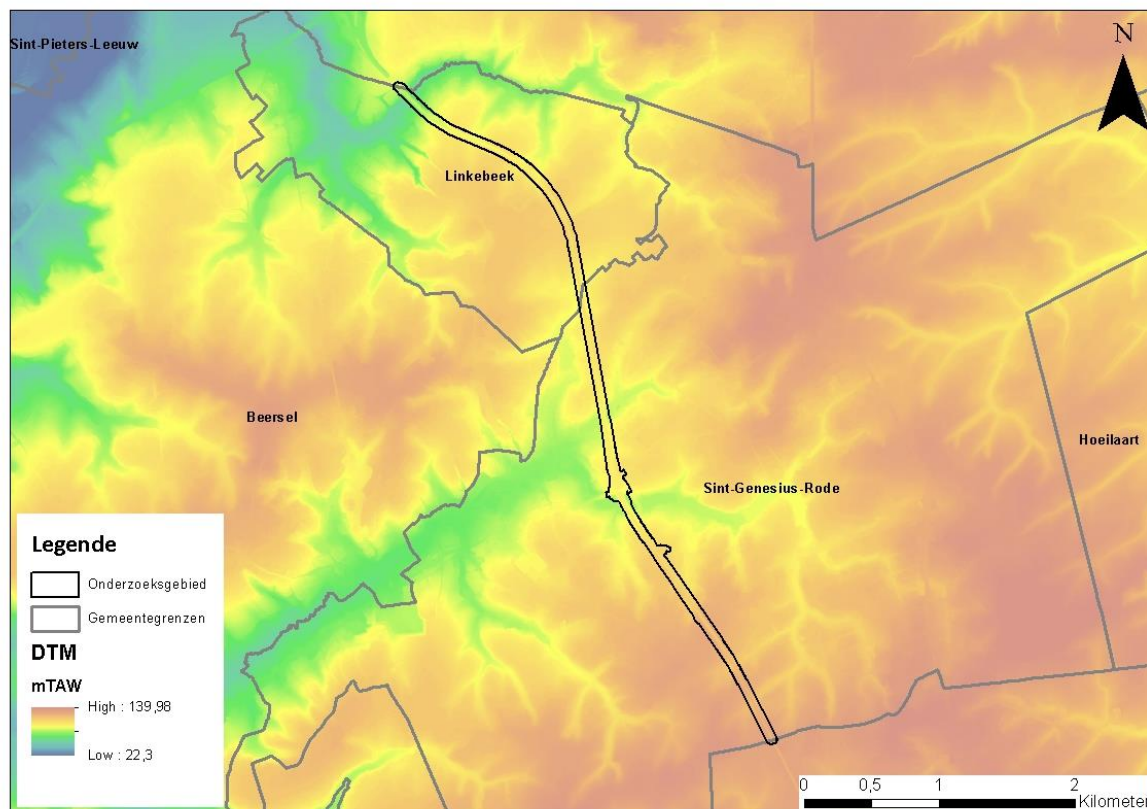 Sint-Pieters-Leeuw
N
Linkebeek
Beersel
Hoeilaart
Sint-Genesius-Rode
Legende
Onderzoeksgebied
Gemeentegrenzen
DTM
mTAW
High : 139,98
Low : 22,3
0 0,5 1 2
Kilometer